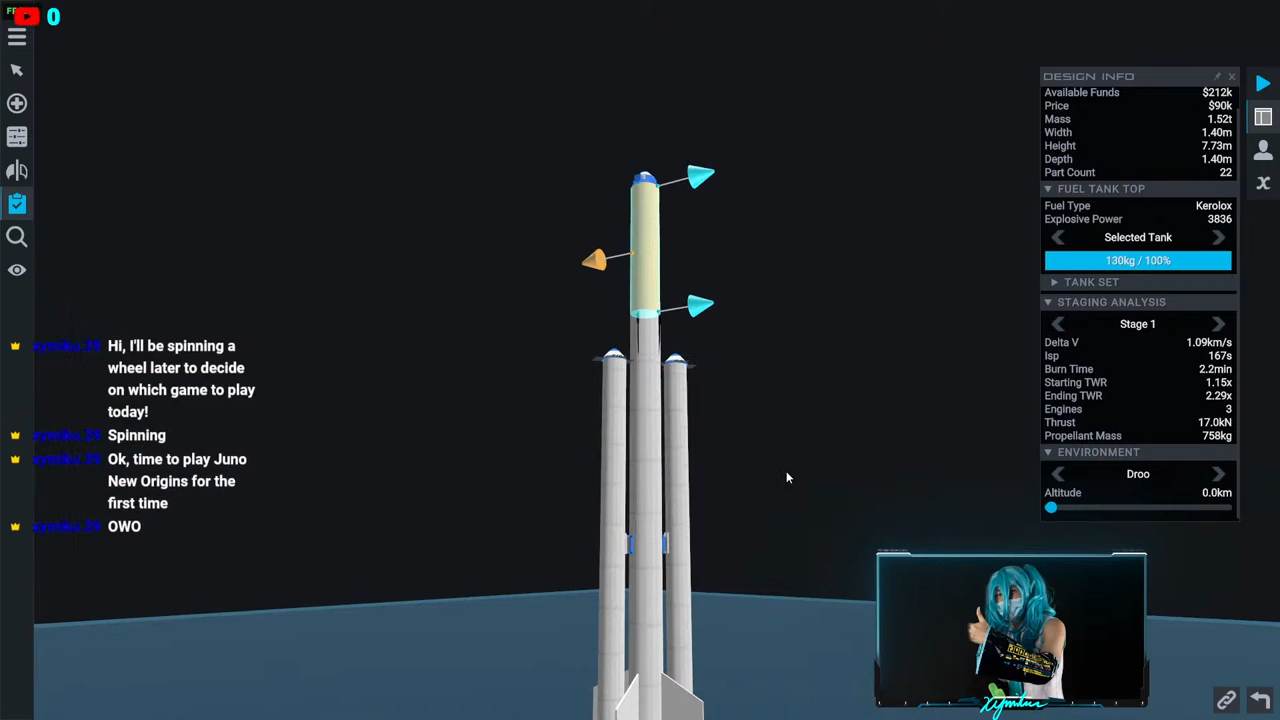 0
Hi, I'll be spinning a
wheel later to decide
on which game to play
today!
Spinning
Ok, time to play Juno
New Origins for the
first time
OWO
DESIGN INFO
Available Funds $212k
Price $90k
Mass 1.52t
Width 1.40m
Height 7.73m
Depth 1.40m
Part Count 22
FUEL TANK TOP
Fuel Type Kerolox
Explosive Power 3836
Selected Tank
130kg / 100%
TANK SET
STAGING ANALYSIS
Stage 1
Delta V 1.09km/s
Isp 167s
Burn Time 2.2min
Starting TWR 1.15x
Ending TWR 2.29x
Engines 3
Thrust 17.0kN
Propellant Mass 758kg
ENVIRONMENT
Droo
Altitude 0.0km